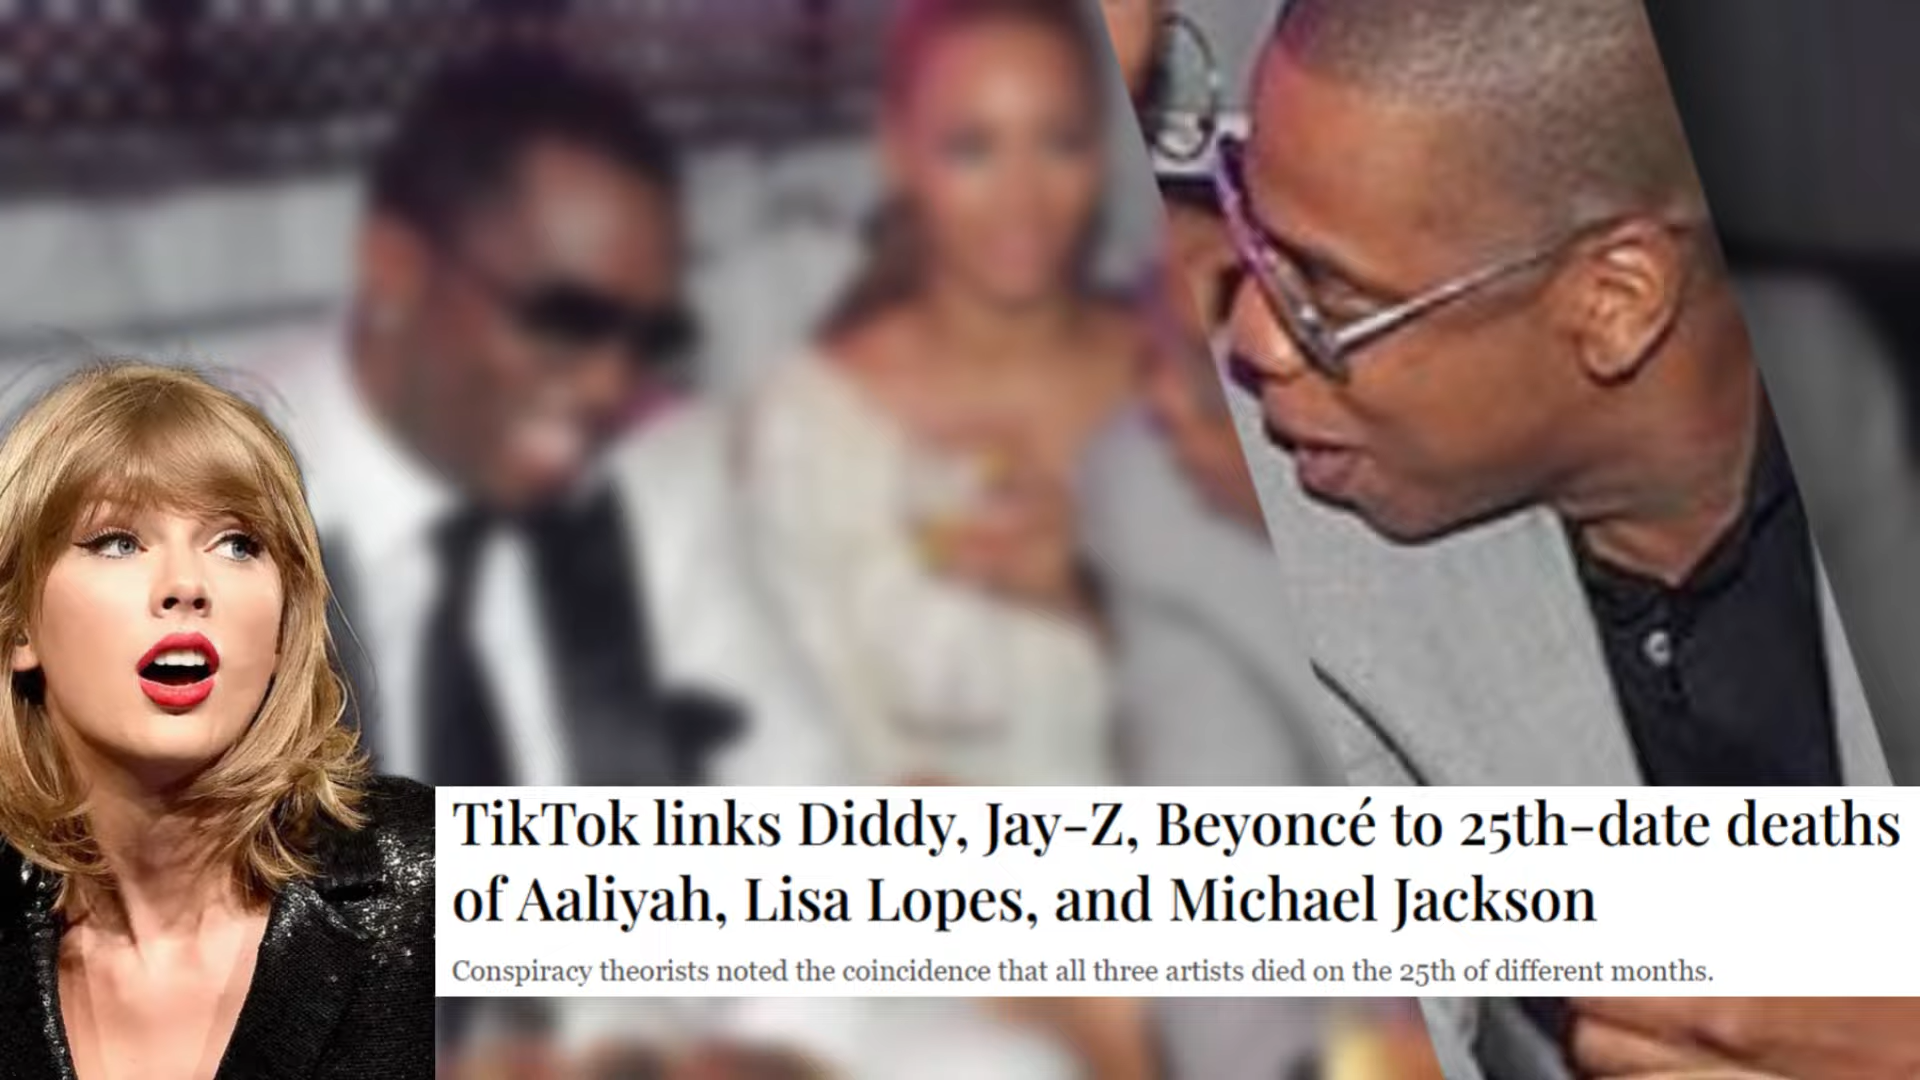 TikTok links Diddy, Jay-Z, Beyoncé to 25th-date deaths
of Aaliyah, Lisa Lopes, and Michael Jackson
Conspiracy theorists noted the coincidence that all three artists died on the 25th of different months.